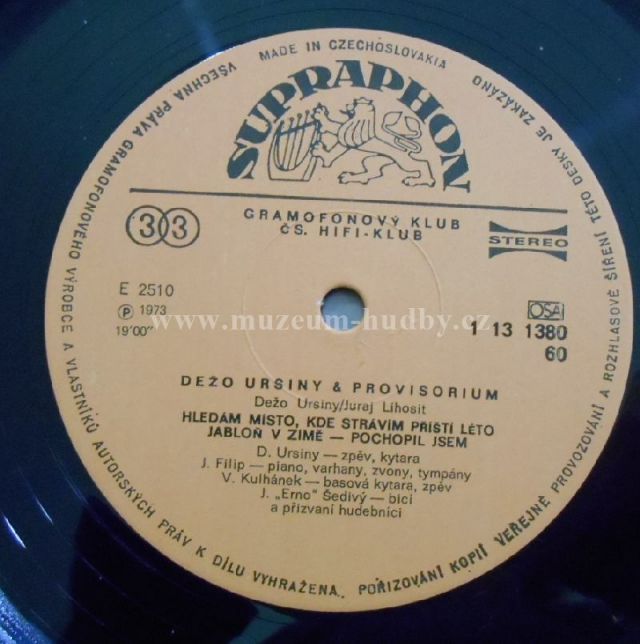 MADE IN CZECHOSLOVAKIA
VŠECHNA PRÁVA GRAMOFONOVÉHO VÝROBCE A VLASTNÍKŮ AUTORSKÝCH PRÁV K DÍLU VYHRAŽENA. POŘIZOVÁNÍ KOPIÍ VEŘEJNÉ PROVOZOVÁNÍ A ROZHLASOVÉ ŠÍŘENÍ TÉTO DESKY JE ZAKÁZÁNO
SUPRAPHON
33
GRAMOFONOVÝ KLUB
ČS. HIFI-KLUB
STEREO
E 2510
Ⓟ 1973
19'00"
OSA
1 13 1380
60
www.muzeum-hudby.cz
DEŽO URSINY & PROVISORIUM
Dežo Ursiny/Juraj Lihosit
HLEDÁM MÍSTO, KDE STRÁVÍM PŘÍŠTÍ LÉTO
JABLOŇ V ZIMĚ — POCHOPIL JSEM
D. Ursiny — zpěv, kytara
J. Filip — piano, varhany, zvony, tympány
V. Kulhánek — basová kytara, zpěv
J. „Erno" Šedivý — bicí
a přizvaní hudebníci